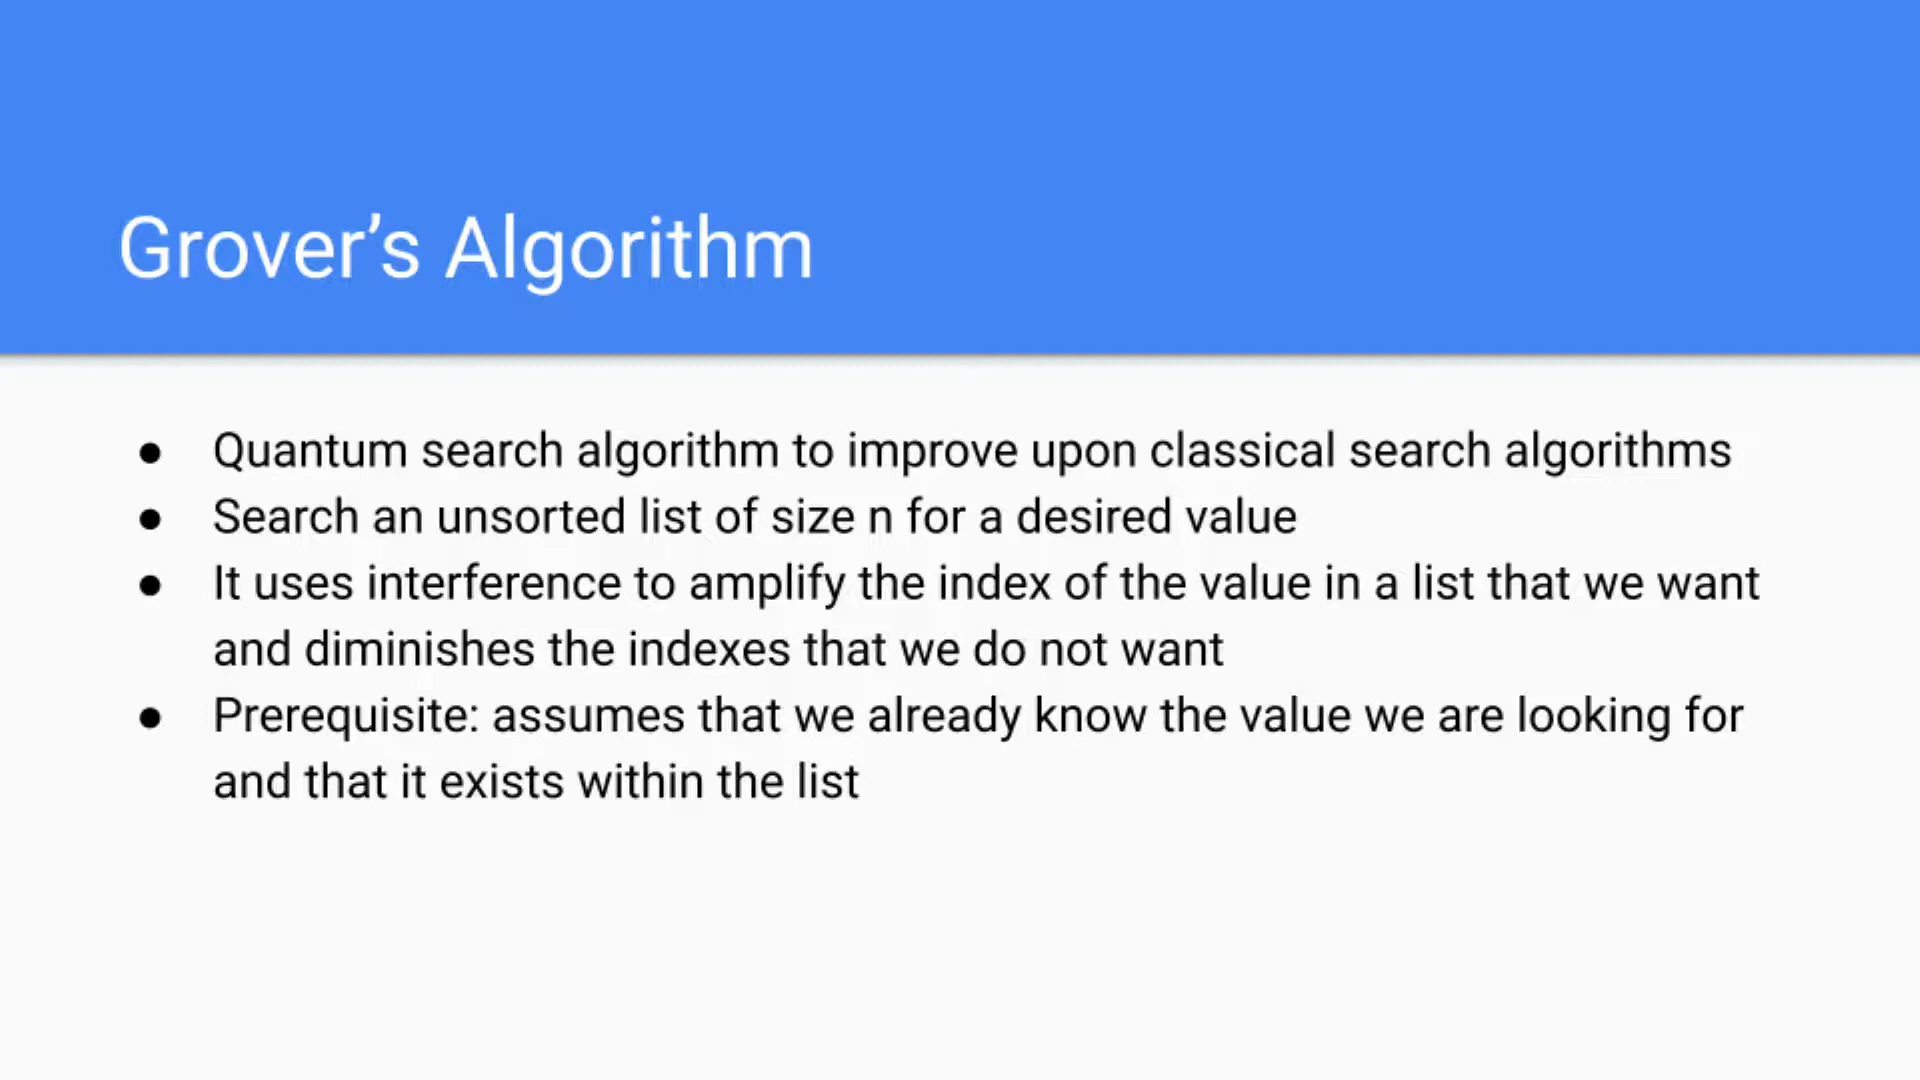 Grover’s Algorithm
● Quantum search algorithm to improve upon classical search algorithms
● Search an unsorted list of size n for a desired value
● It uses interference to amplify the index of the value in a list that we want
and diminishes the indexes that we do not want
● Prerequisite: assumes that we already know the value we are looking for
and that it exists within the list